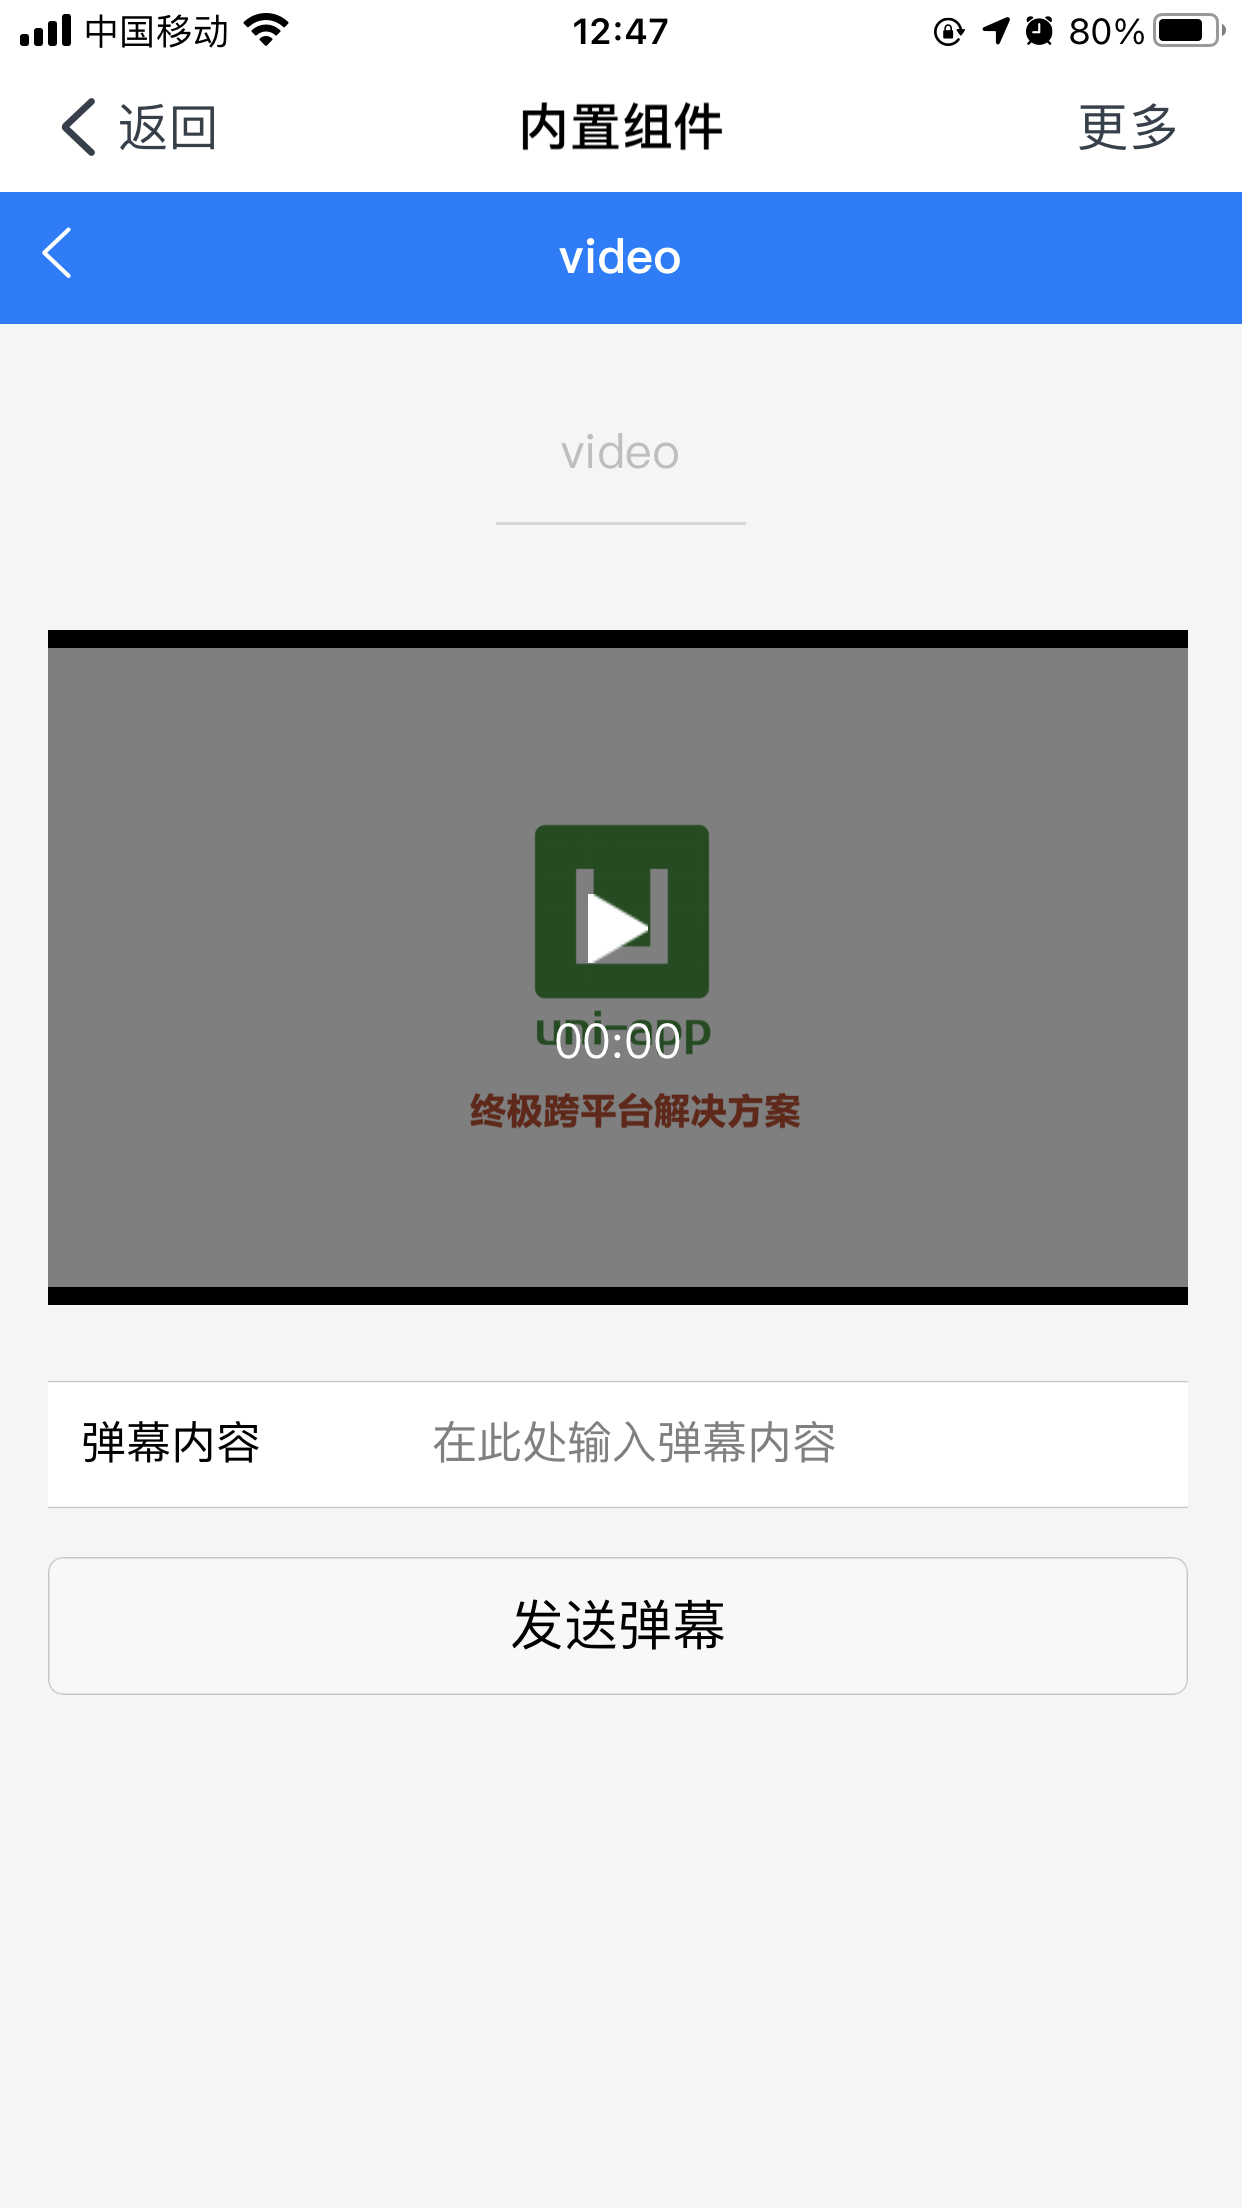 中国移动 12:47 80%
返回 内置组件 更多
video
video
uni-app
00:00
终极跨平台解决方案
弹幕内容 在此处输入弹幕内容
发送弹幕